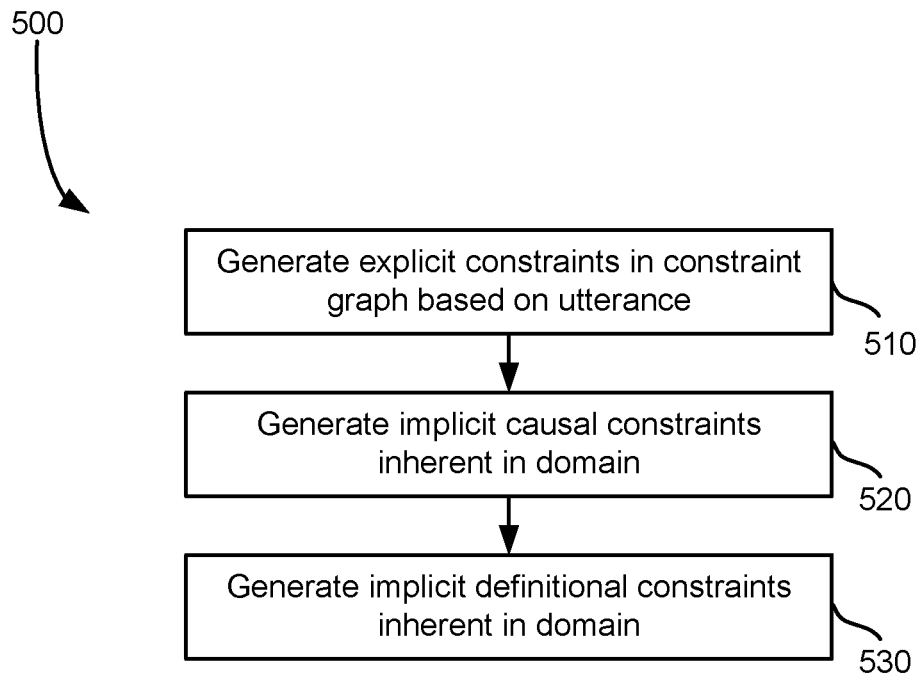 500
Generate explicit constraints in constraint
graph based on utterance
510
Generate implicit causal constraints
inherent in domain
520
Generate implicit definitional constraints
inherent in domain
530